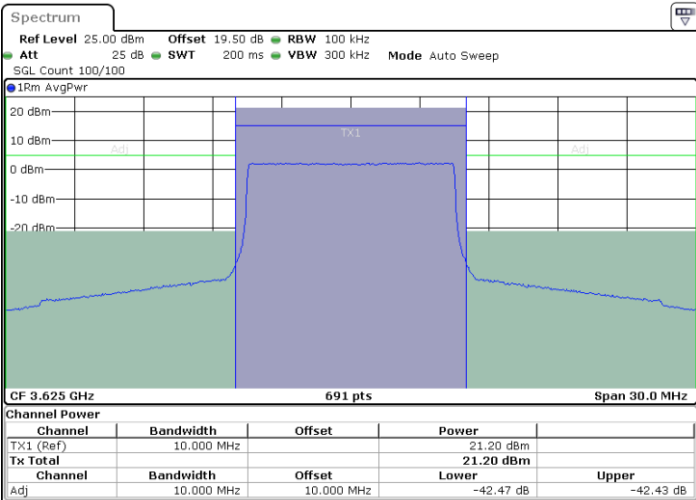 Spectrum
Ref Level 25.00 dBm Offset 19.50 dB RBW 100 kHz
Att 25 dB SWT 200 ms VBW 300 kHz Mode Auto Sweep
SGL Count 100/100
1Rm AvgPwr
20 dBm
TX1
10 dBm
Adj Adj
0 dBm
-10 dBm
-20 dBm
CF 3.625 GHz 691 pts Span 30.0 MHz
Channel Power
Channel Bandwidth Offset Power
TX1 (Ref) 10.000 MHz 21.20 dBm
Tx Total 21.20 dBm
Channel Bandwidth Offset Lower Upper
Adj 10.000 MHz 10.000 MHz -42.47 dB -42.43 dB